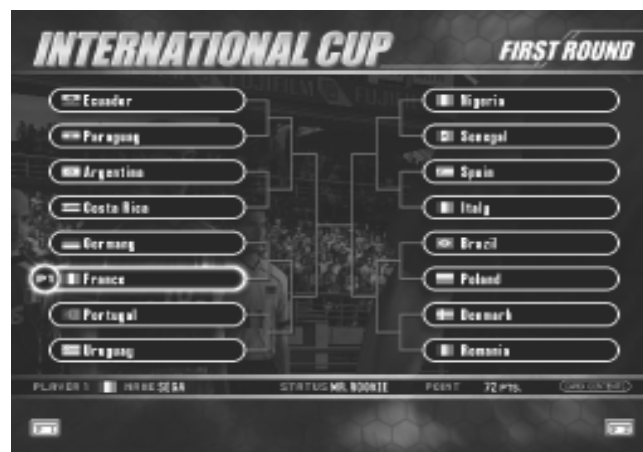 INTERNATIONAL CUP
FIRST ROUND
Ecuador
Paraguay
Argentina
Costa Rica
Germany
P1 France
Portugal
Uruguay
Nigeria
Senegal
Spain
Italy
Brazil
Poland
Denmark
Romania
PLAYER 1 NAME SEGA STATUS MR. ROOKIE POINT 72 PTS.